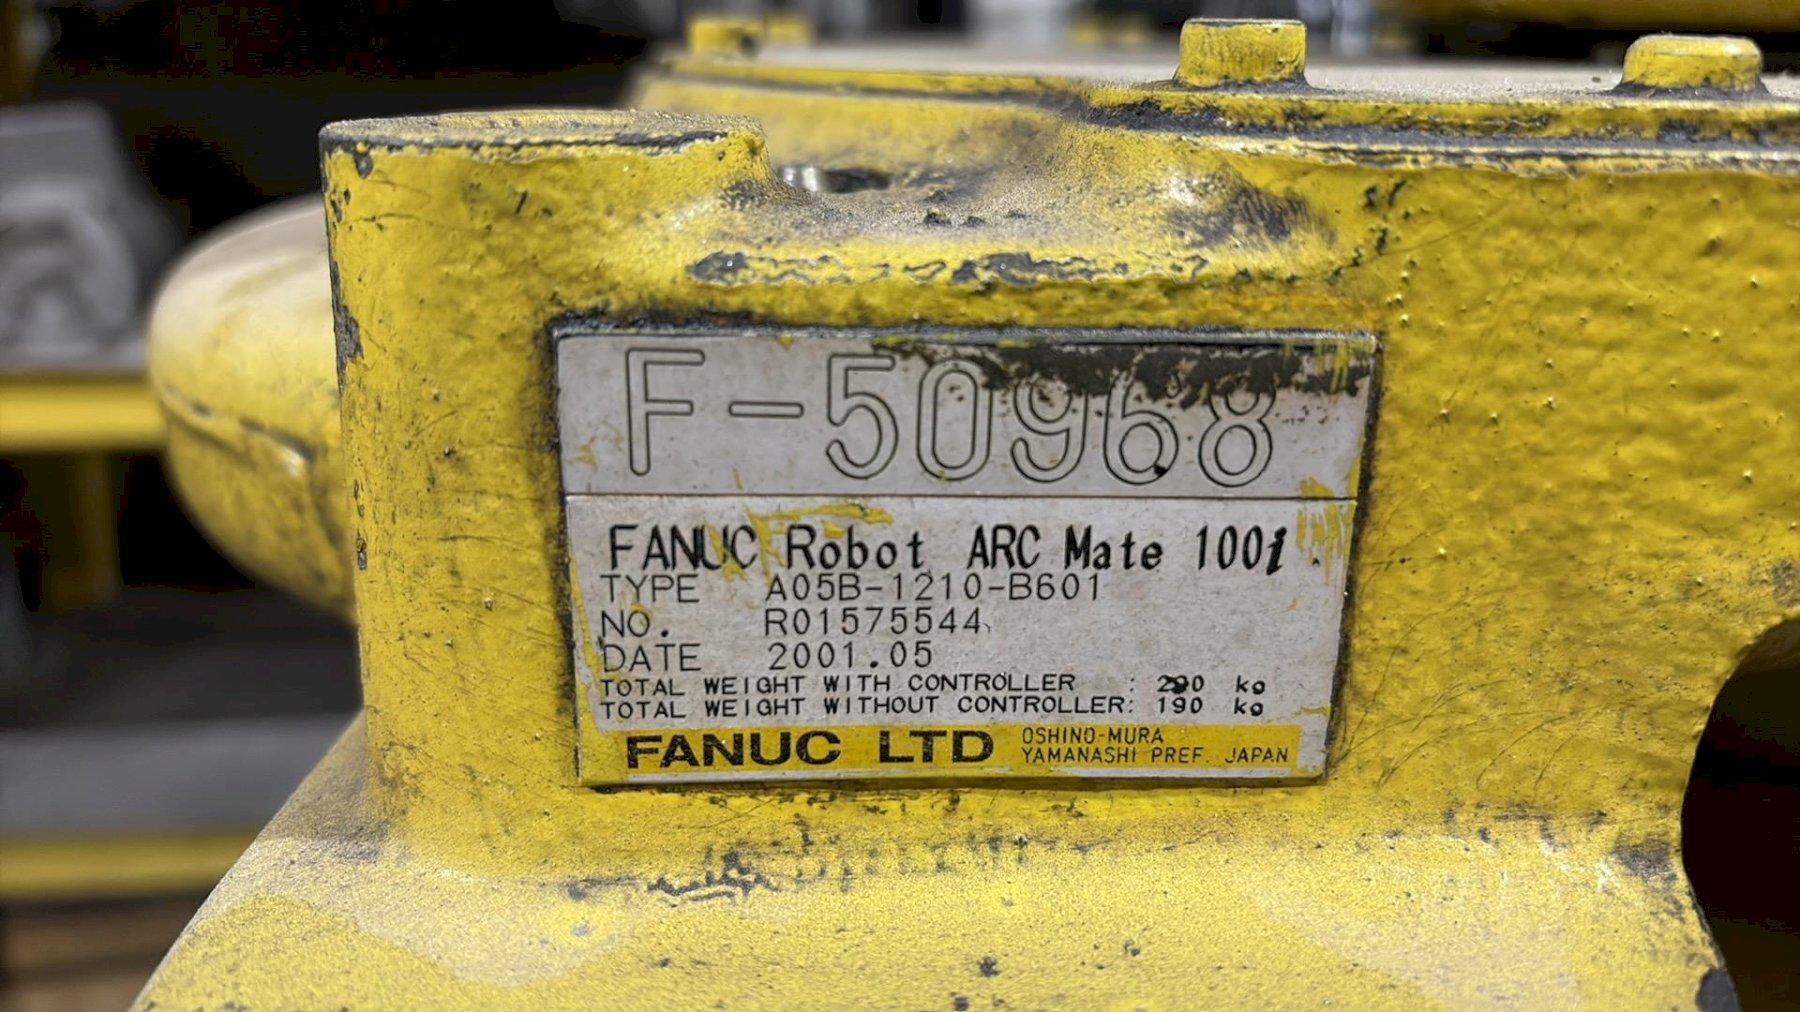 F-50968
FANUC Robot ARC Mate 100i
TYPE A05B-1210-B601
NO. R01575544
DATE 2001.05
TOTAL WEIGHT WITH CONTROLLER : 290 kg
TOTAL WEIGHT WITHOUT CONTROLLER: 190 kg
FANUC LTD
OSHINO-MURA
YAMANASHI PREF. JAPAN